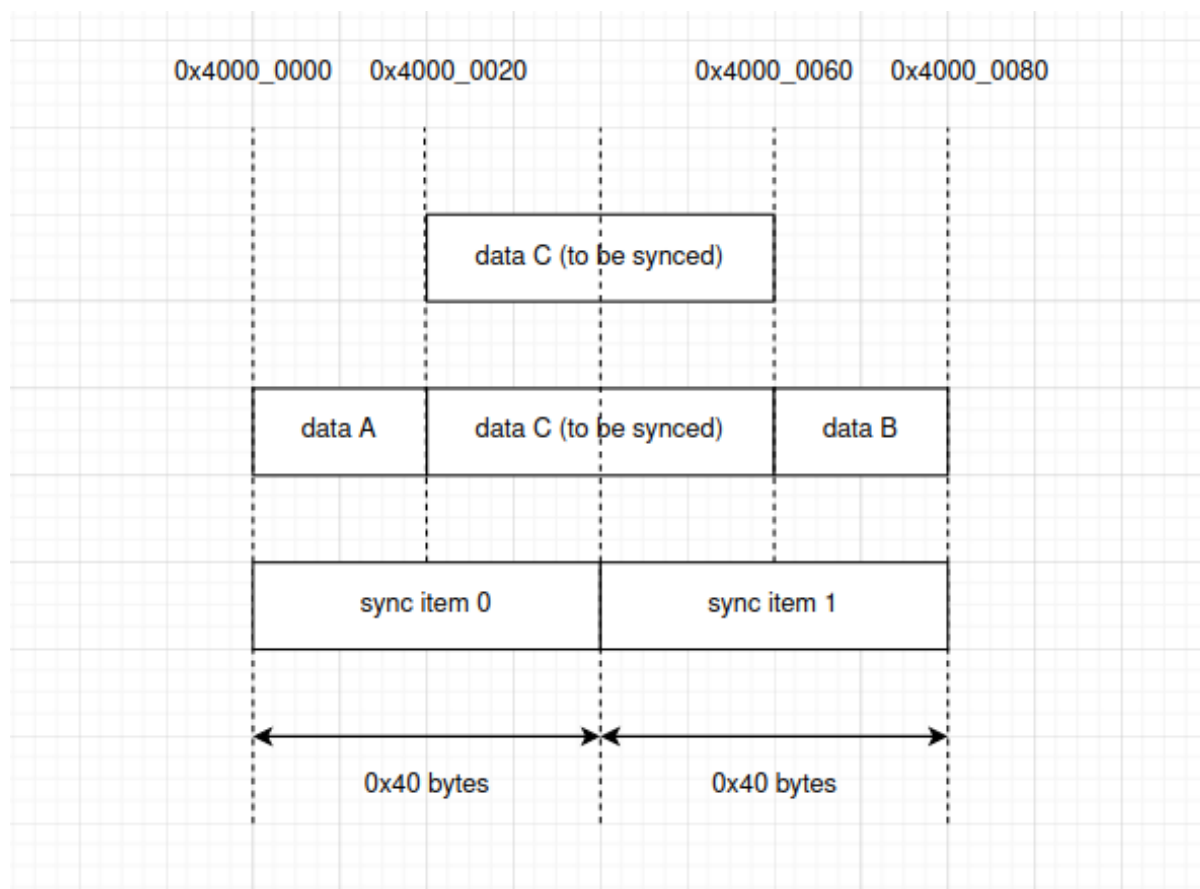 0x4000_0000 0x4000_0020 0x4000_0060 0x4000_0080
data C (to be synced)
data A data C (to be synced) data B
sync item 0 sync item 1
0x40 bytes 0x40 bytes